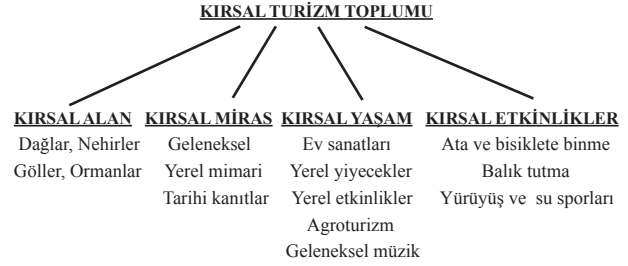 KIRSAL TURİZM TOPLUMU
KIRSAL ALAN
Dağlar, Nehirler
Göller, Ormanlar
KIRSAL MİRAS
Geleneksel
Yerel mimari
Tarihi kanıtlar
KIRSAL YAŞAM
Ev sanatları
Yerel yiyecekler
Yerel etkinlikler
Agroturizm
Geleneksel müzik
KIRSAL ETKİNLİKLER
Ata ve bisiklete binme
Balık tutma
Yürüyüş ve su sporları